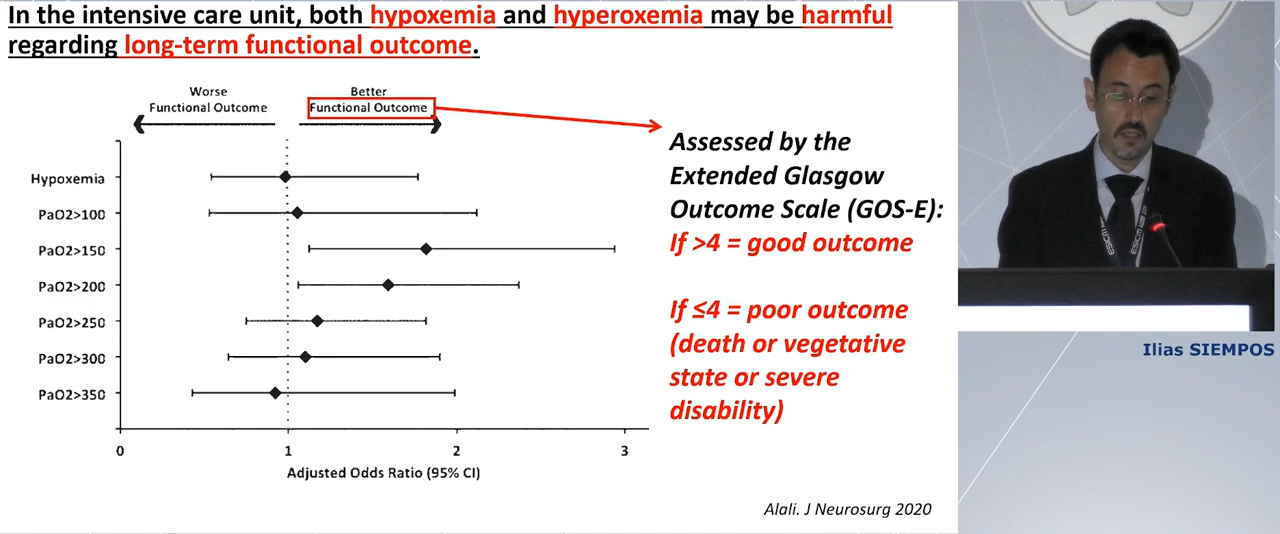 In the intensive care unit, both hypoxemia and hyperoxemia may be harmful
regarding long-term functional outcome.
Worse
Functional Outcome
Better
Functional Outcome
Hypoxemia
PaO2>100
PaO2>150
PaO2>200
PaO2>250
PaO2>300
PaO2>350
0
1
2
3
Adjusted Odds Ratio (95% CI)
Assessed by the
Extended Glasgow
Outcome Scale (GOS-E):
If >4 = good outcome
If ≤4 = poor outcome
(death or vegetative
state or severe
disability)
Alali. J Neurosurg 2020
ESICM
ESICM
Ilias SIEMPOS